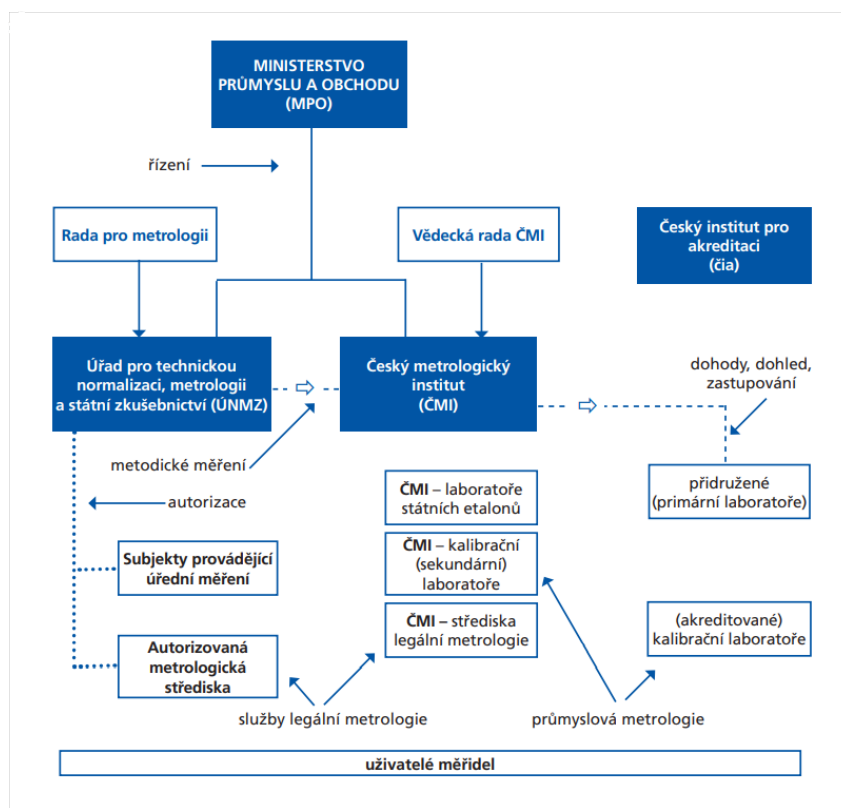 MINISTERSTVO
PRŮMYSLU A OBCHODU
(MPO)
řízení
Rada pro metrologii
Vědecká rada ČMI
Český institut pro
akreditaci
(čia)
Úřad pro technickou
normalizaci, metrologii
a státní zkušebnictví (ÚNMZ)
Český metrologický
institut
(ČMI)
dohody, dohled,
zastupování
metodické měření
autorizace
ČMI – laboratoře
státních etalonů
přidružené
(primární laboratoře)
Subjekty provádějící
úřední měření
ČMI – kalibrační
(sekundární)
laboratoře
Autorizovaná
metrologická
střediska
ČMI – střediska
legální metrologie
(akreditované)
kalibrační laboratoře
služby legální metrologie
průmyslová metrologie
uživatelé měřidel